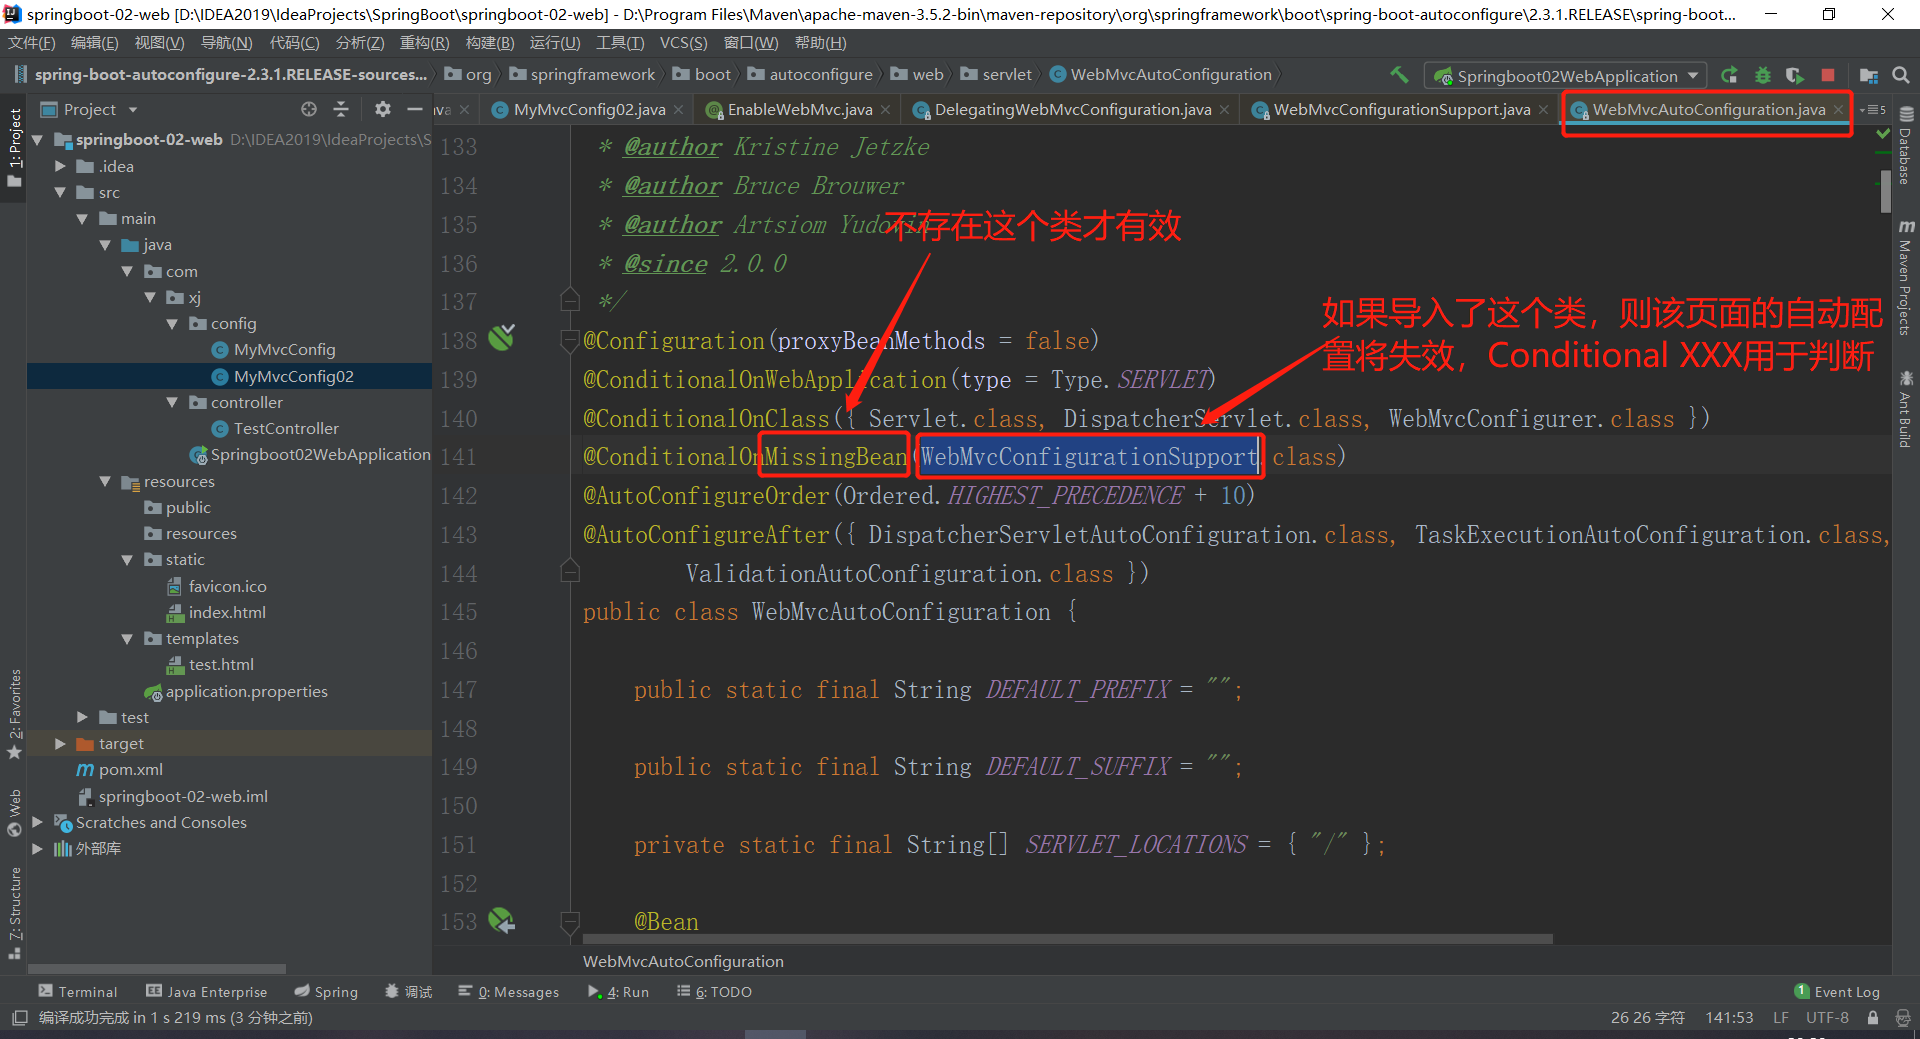 springboot-02-web [D:\IDEA2019\IdeaProjects\SpringBoot\springboot-02-web] - D:\Program Files\Maven\apache-maven-3.5.2-bin\maven-repository\org\springframework\boot\spring-boot-autoconfigure\2.3.1.RELEASE\spring-boot...
文件(F) 编辑(E) 视图(V) 导航(N) 代码(C) 分析(Z) 重构(R) 构建(B) 运行(U) 工具(T) VCS(S) 窗口(W) 帮助(H)
spring-boot-autoconfigure-2.3.1.RELEASE-sources... org springframework boot autoconfigure web servlet WebMvcAutoConfiguration Springboot02WebApplication
Project
va MyMvcConfig02.java EnableWebMvc.java DelegatingWebMvcConfiguration.java WebMvcConfigurationSupport.java WebMvcAutoConfiguration.java 5
1: Project
2: Favorites
Web
7: Structure
springboot-02-web D:\IDEA2019\IdeaProjects\S
.idea
src
main
java
com
xj
config
MyMvcConfig
MyMvcConfig02
controller
TestController
Springboot02WebApplication
resources
public
resources
static
favicon.ico
index.html
templates
test.html
application.properties
test
target
pom.xml
springboot-02-web.iml
Scratches and Consoles
外部库
133 * @author Kristine Jetzke
134 * @author Bruce Brouwer
135 * @author Artsiom Yudovin
不存在这个类才有效
136 * @since 2.0.0
137 */
如果导入了这个类，则该页面的自动配
置将失效，Conditional XXX用于判断
138 @Configuration(proxyBeanMethods = false)
139 @ConditionalOnWebApplication(type = Type.SERVLET)
140 @ConditionalOnClass({ Servlet.class, DispatcherServlet.class, WebMvcConfigurer.class })
141 @ConditionalOnMissingBean(WebMvcConfigurationSupport.class)
142 @AutoConfigureOrder(Ordered.HIGHEST_PRECEDENCE + 10)
143 @AutoConfigureAfter({ DispatcherServletAutoConfiguration.class, TaskExecutionAutoConfiguration.class,
144 ValidationAutoConfiguration.class })
145 public class WebMvcAutoConfiguration {
146
147 public static final String DEFAULT_PREFIX = "";
148
149 public static final String DEFAULT_SUFFIX = "";
150
151 private static final String[] SERVLET_LOCATIONS = { "/" };
152
153 @Bean
WebMvcAutoConfiguration
Database
Maven Projects
Ant Build
Terminal Java Enterprise Spring 调试 0: Messages 4: Run 6: TODO 1 Event Log
编译成功完成 in 1 s 219 ms (3 分钟之前) 26 26 字符 141:53 LF UTF-8